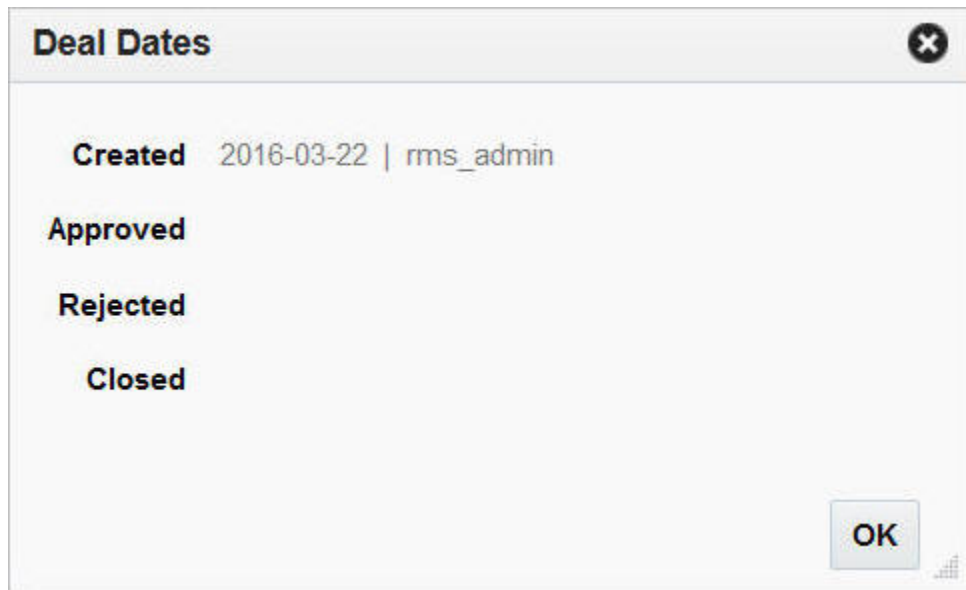 Deal Dates
Created 2016-03-22 | rms_admin
Approved
Rejected
Closed
OK